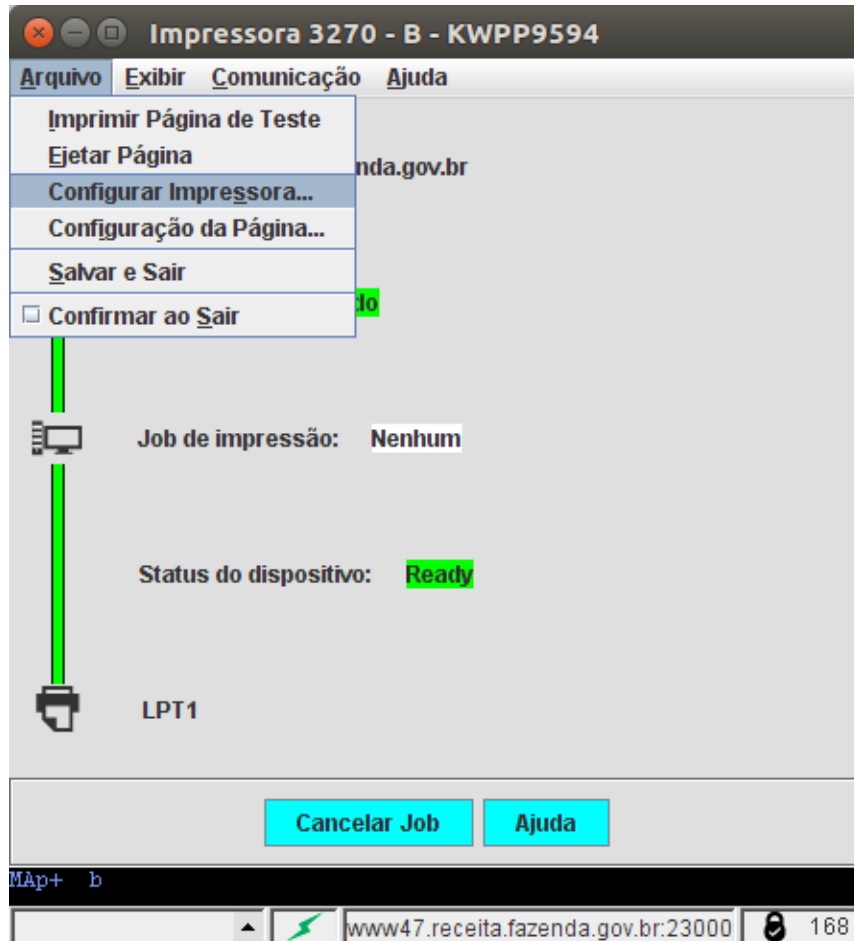 Impressora 3270 - B - KWPP9594
Arquivo Exibir Comunicação Ajuda
Imprimir Página de Teste
Ejetar Página
nda.gov.br
Configurar Impressora...
Configuração da Página...
Salvar e Sair
do
Confirmar ao Sair
Job de impressão: Nenhum
Status do dispositivo: Ready
LPT1
Cancelar Job Ajuda
MAp+ b
www47.receita.fazenda.gov.br:23000 168